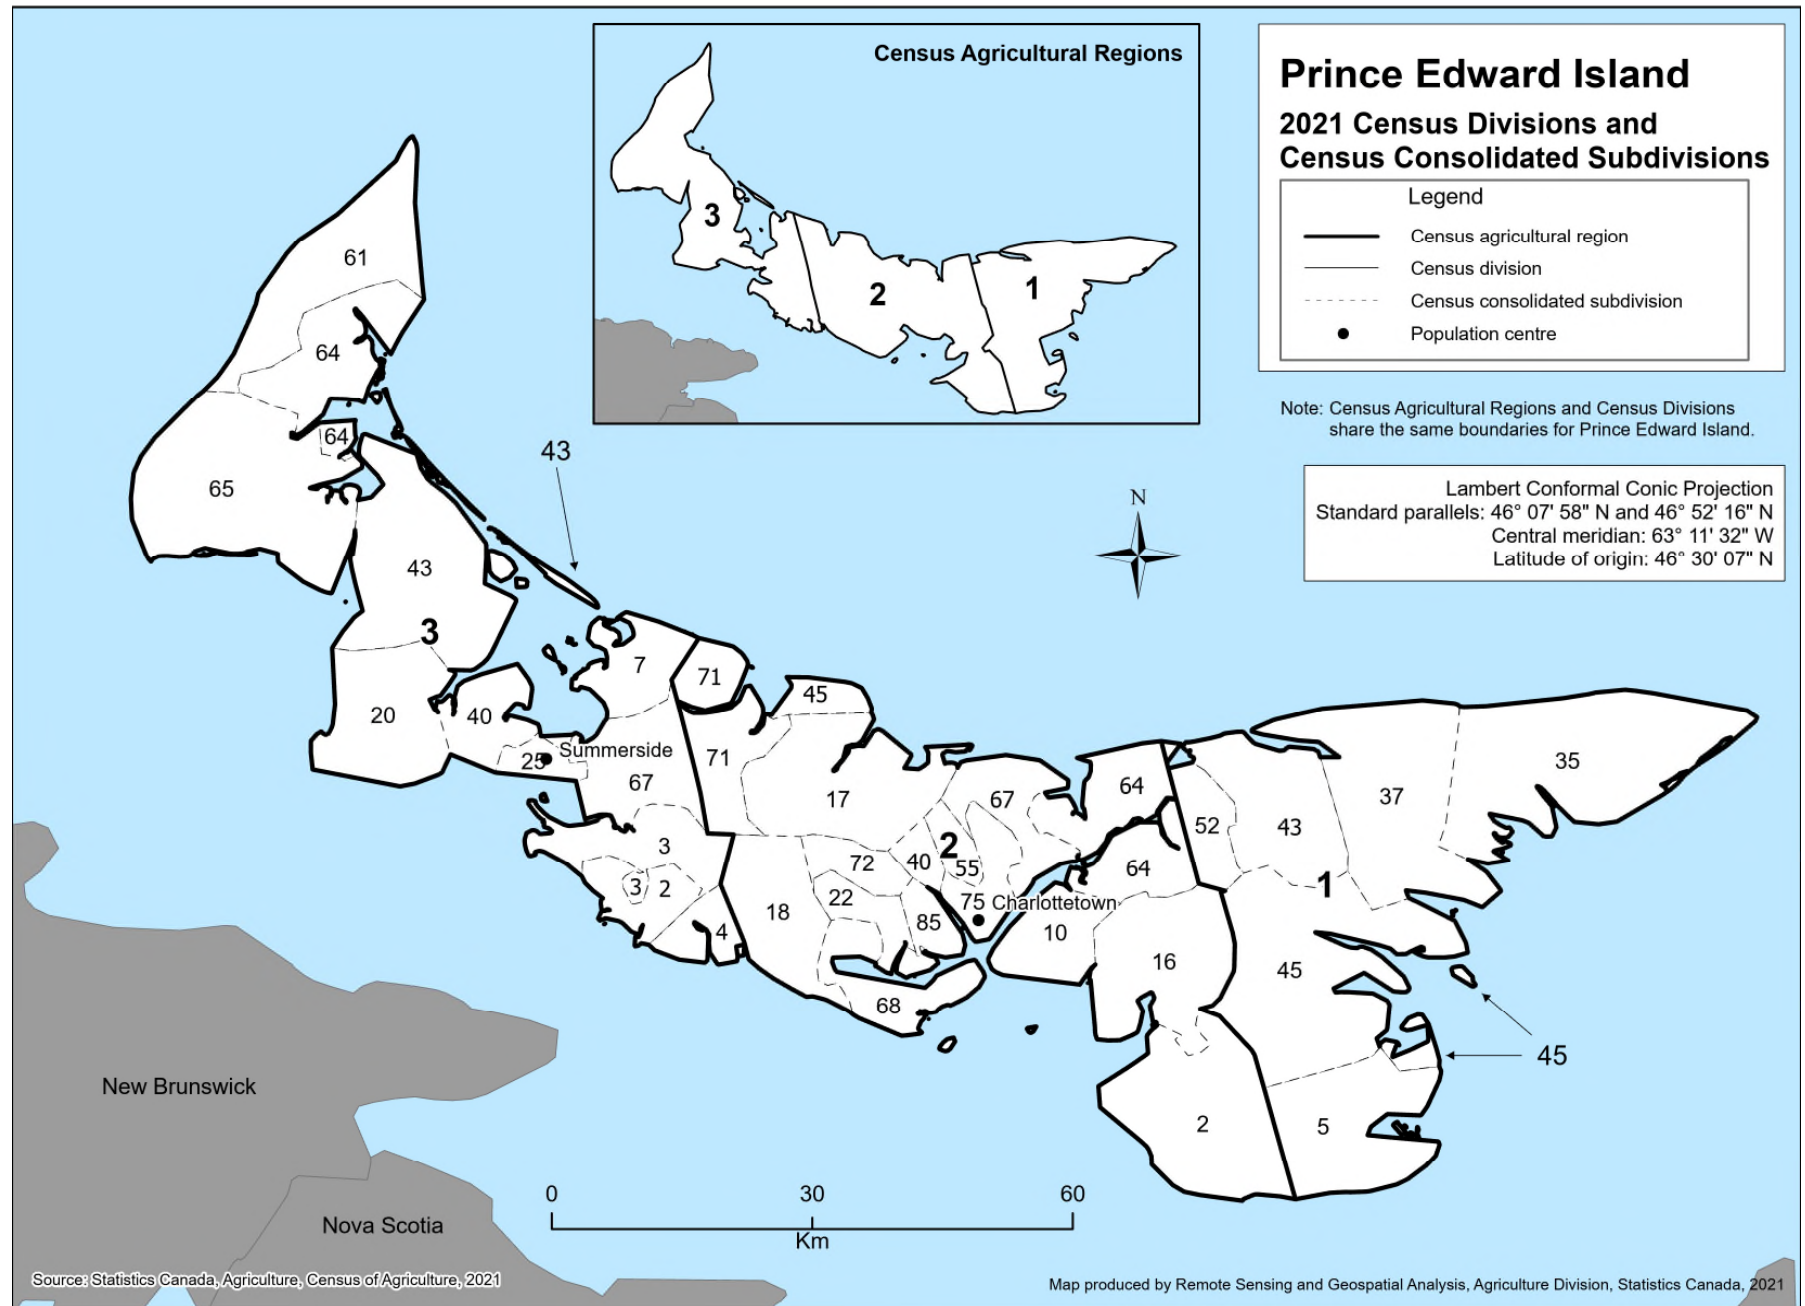 Census Agricultural Regions
3
2
1
Prince Edward Island
2021 Census Divisions and
Census Consolidated Subdivisions
Legend
Census agricultural region
Census division
Census consolidated subdivision
Population centre
Note: Census Agricultural Regions and Census Divisions
share the same boundaries for Prince Edward Island.
Lambert Conformal Conic Projection
Standard parallels: 46° 07' 58" N and 46° 52' 16" N
Central meridian: 63° 11' 32" W
Latitude of origin: 46° 30' 07" N
N
61
64
64
65
43
43
3
20
40
25
Summerside
7
71
71
45
67
3
3
2
4
17
18
72
22
40
2
55
67
75
Charlottetown
85
68
10
64
64
16
2
52
43
37
35
1
45
45
5
New Brunswick
Nova Scotia
0 30 60
Km
Source: Statistics Canada, Agriculture, Census of Agriculture, 2021
Map produced by Remote Sensing and Geospatial Analysis, Agriculture Division, Statistics Canada, 2021